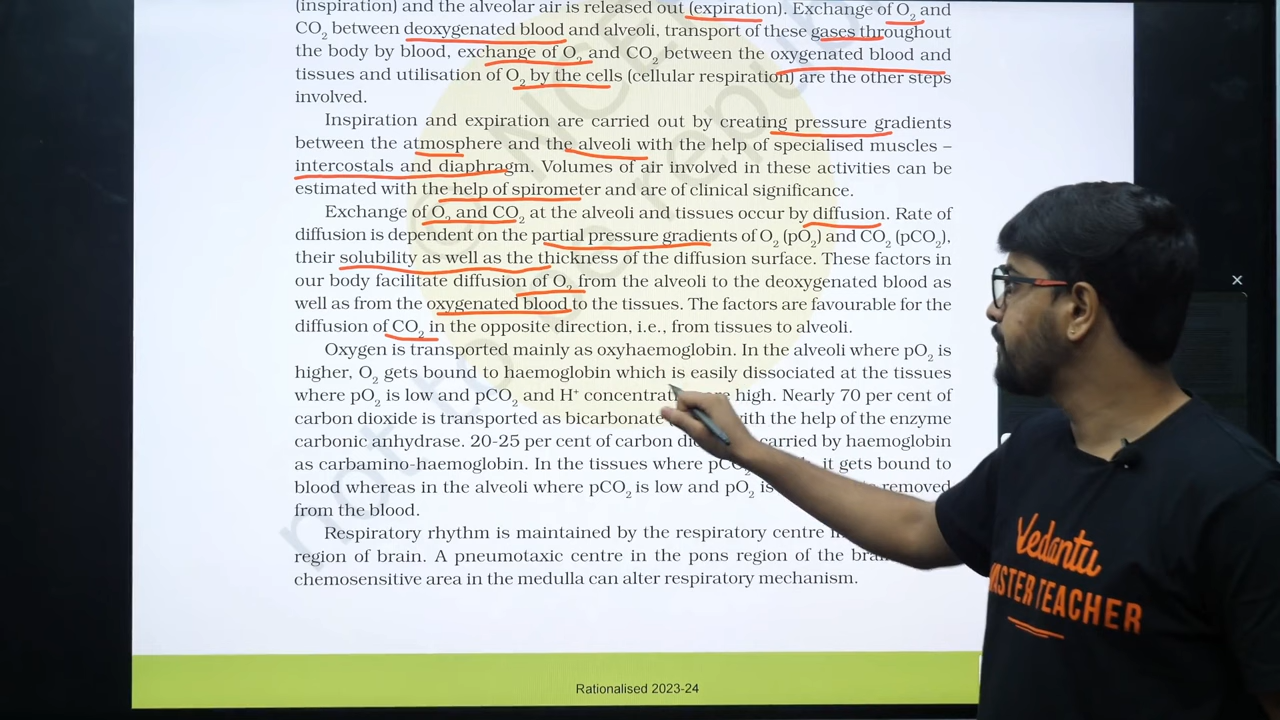 (inspiration) and the alveolar air is released out (expiration). Exchange of O₂ and
CO₂ between deoxygenated blood and alveoli, transport of these gases throughout
the body by blood, exchange of O₂ and CO₂ between the oxygenated blood and
tissues and utilisation of O₂ by the cells (cellular respiration) are the other steps
involved.
Inspiration and expiration are carried out by creating pressure gradients
between the atmosphere and the alveoli with the help of specialised muscles –
intercostals and diaphragm. Volumes of air involved in these activities can be
estimated with the help of spirometer and are of clinical significance.
Exchange of O₂ and CO₂ at the alveoli and tissues occur by diffusion. Rate of
diffusion is dependent on the partial pressure gradients of O₂ (pO₂) and CO₂ (pCO₂),
their solubility as well as the thickness of the diffusion surface. These factors in
our body facilitate diffusion of O₂ from the alveoli to the deoxygenated blood as
well as from the oxygenated blood to the tissues. The factors are favourable for the
diffusion of CO₂ in the opposite direction, i.e., from tissues to alveoli.
Oxygen is transported mainly as oxyhaemoglobin. In the alveoli where pO₂ is
higher, O₂ gets bound to haemoglobin which is easily dissociated at the tissues
where pO₂ is low and pCO₂ and H⁺ high. Nearly 70 per cent of
carbon dioxide is transported as bicarbonate with the help of the enzyme
carbonic anhydrase. 20-25 per cent of carbon carried by haemoglobin
as carbamino-haemoglobin. In the tissues where it gets bound to
blood whereas in the alveoli where pCO₂ is low and pO₂ is removed
from the blood.
Respiratory rhythm is maintained by the respiratory centre
region of brain. A pneumotaxic centre in the pons region of the
chemosensitive area in the medulla can alter respiratory mechanism.
Rationalised 2023-24
© NCERT
not to be republi
Vedantu
MASTER TEACHER